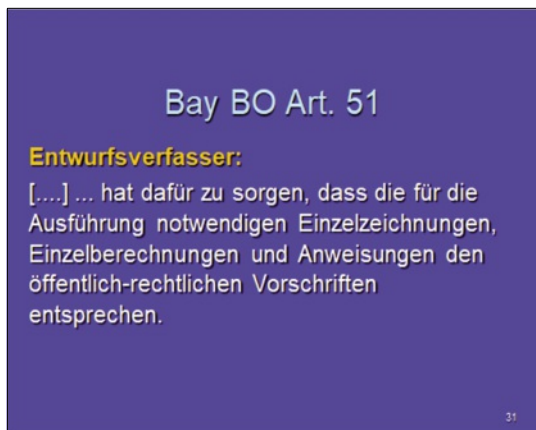 Bay BO Art. 51
Entwurfsverfasser:
[....] ... hat dafür zu sorgen, dass die für die
Ausführung notwendigen Einzelzeichnungen,
Einzelberechnungen und Anweisungen den
öffentlich-rechtlichen Vorschriften
entsprechen.
31